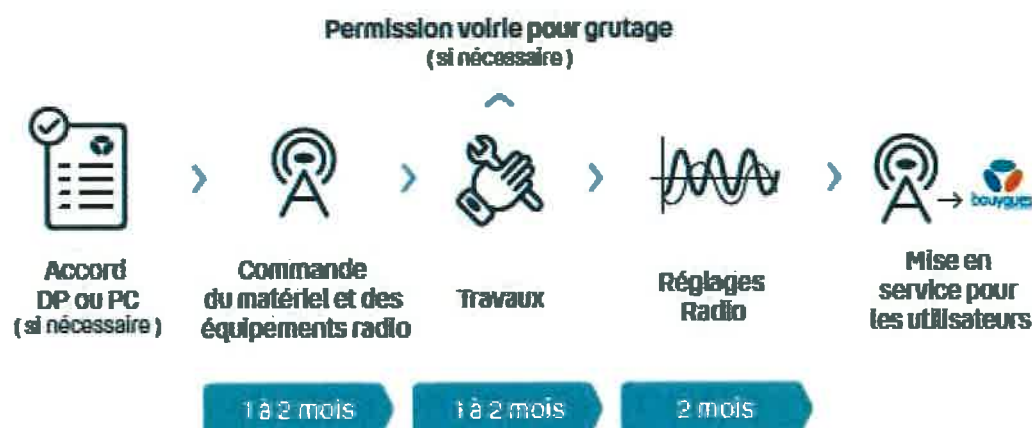 Permission voirie pour grutage
(si nécessaire)
Accord
DP ou PC
(si nécessaire)
Commande
du matériel et des
équipements radio
Travaux
Réglages
Radio
bouygues
Mise en
service pour
les utilisateurs
1 à 2 mois
1 à 2 mois
2 mois